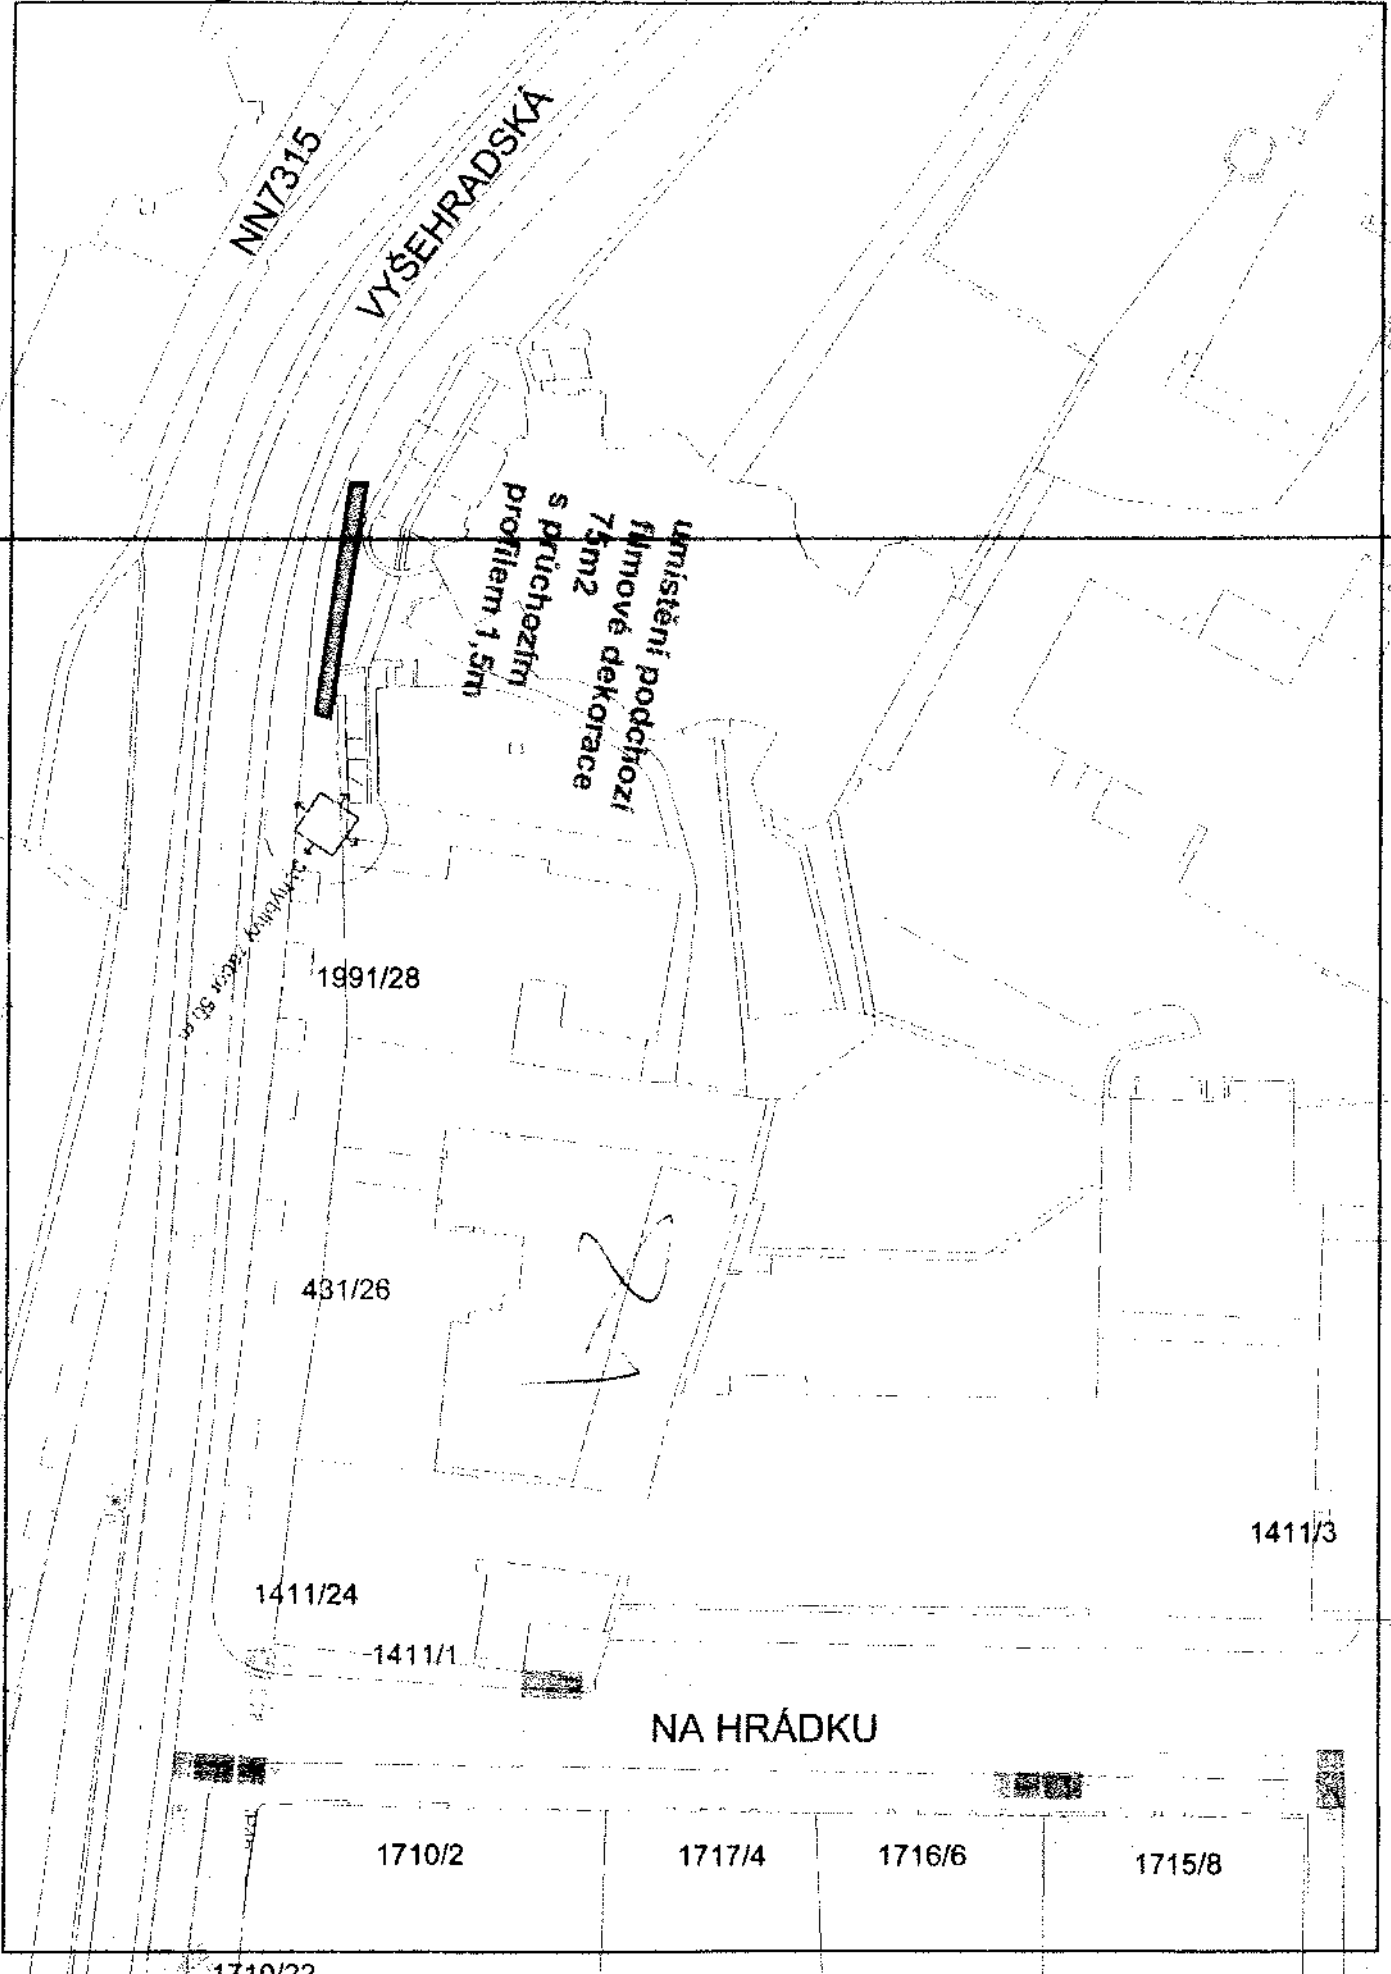 NN7315
VYŠEHRADSKÁ
umístění podchozí
filmové dekorace
75m2
s průchozím
profilem 1,5m
1991/28
431/26
1411/3
1411/24
1411/1
NA HRÁDKU
1710/2
1717/4
1716/6
1715/8